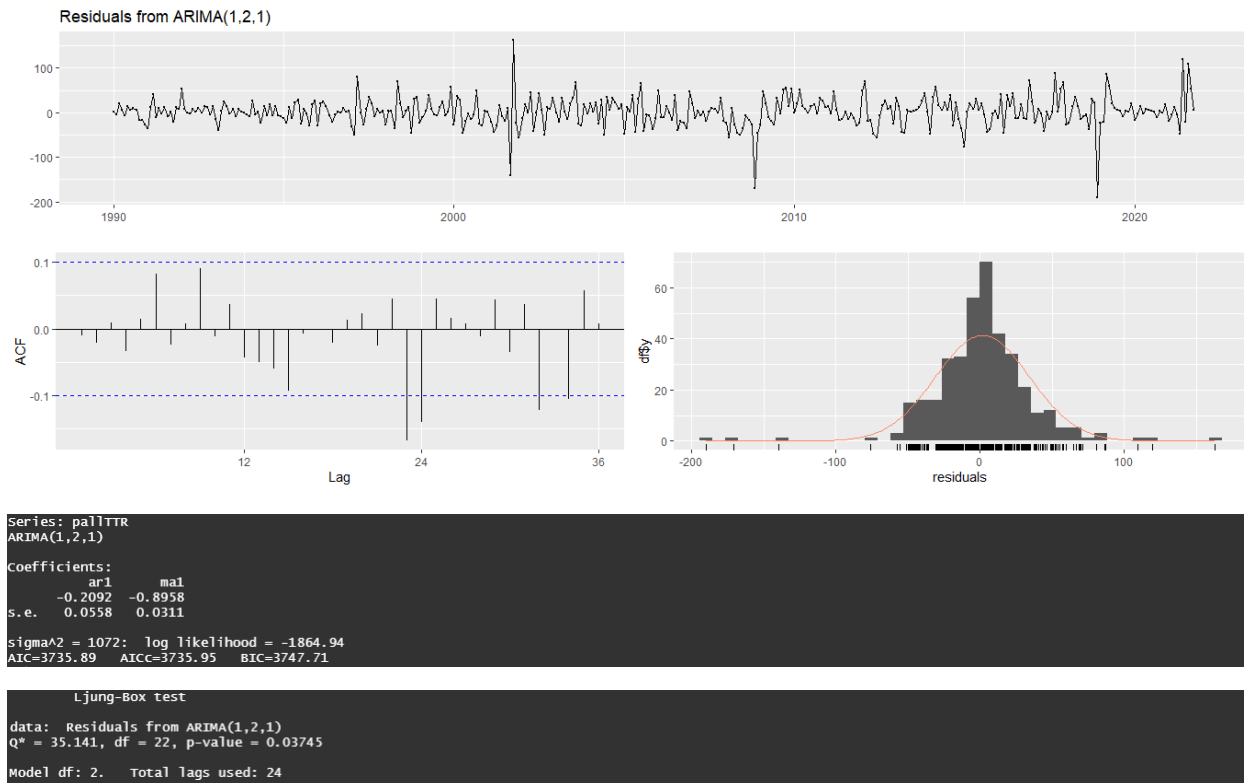 Residuals from ARIMA(1,2,1)
100
0
-100
-200
1990
2000
2010
2020
0.1
0.0
-0.1
ACF
12
24
36
Lag
60
40
20
0
df$y
-200
-100
0
100
residuals
Series: pallTTR
ARIMA(1,2,1)
Coefficients:
ar1 ma1
-0.2092 -0.8958
s.e. 0.0558 0.0311
sigma^2 = 1072: log likelihood = -1864.94
AIC=3735.89 AICc=3735.95 BIC=3747.71
Ljung-Box test
data: Residuals from ARIMA(1,2,1)
Q* = 35.141, df = 22, p-value = 0.03745
Model df: 2. Total lags used: 24